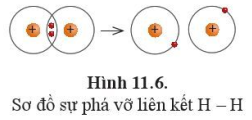 + + + +
Hình 11.6.
Sơ đồ sự phá vỡ liên kết H – H